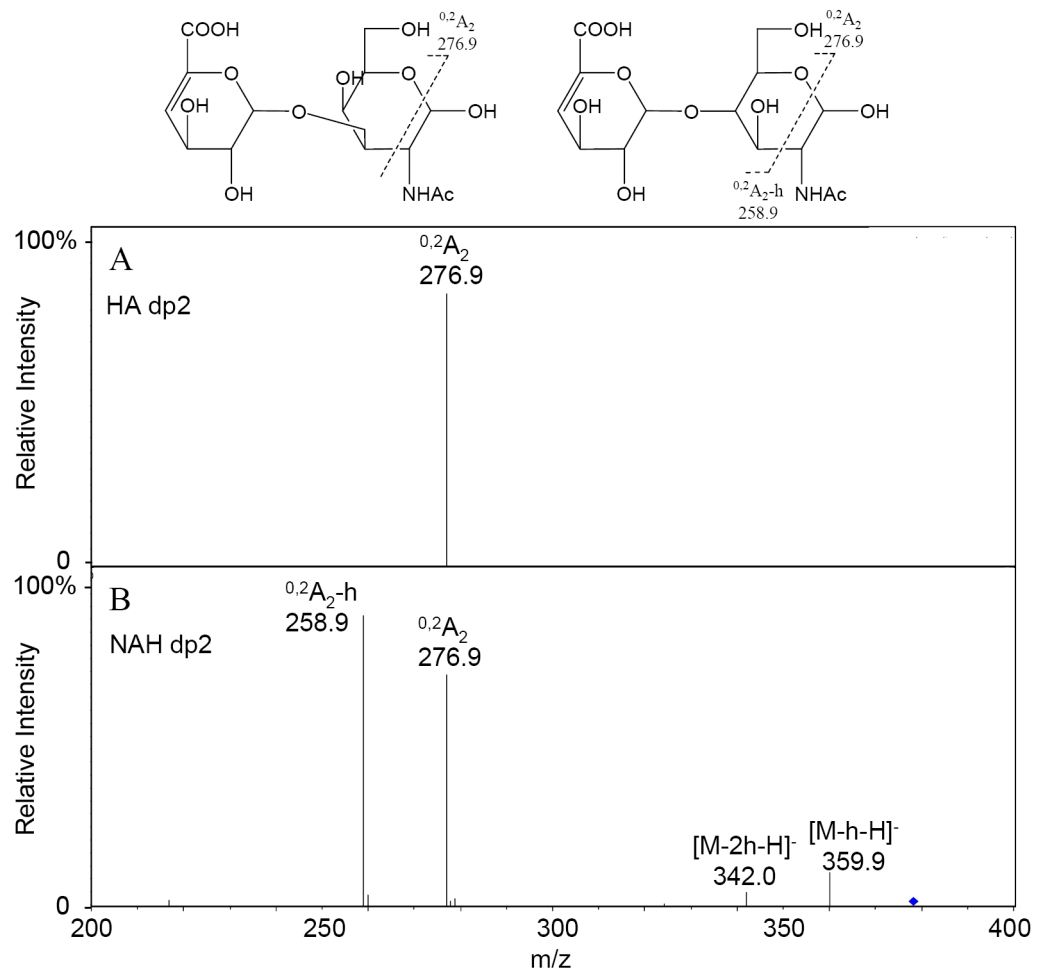 COOH
O
OH
O
OH
OH
O
OH
NHAc
OH
0,2A2
276.9
COOH
O
OH
O
OH
OH
O
OH
NHAc
OH
0,2A2
276.9
0,2A2-h
258.9
100%
A
HA dp2
0,2A2
276.9
Relative Intensity
0
100%
B
NAH dp2
0,2A2-h
258.9
0,2A2
276.9
[M-2h-H]-
342.0
[M-h-H]-
359.9
Relative Intensity
0
200 250 300 350 400
m/z